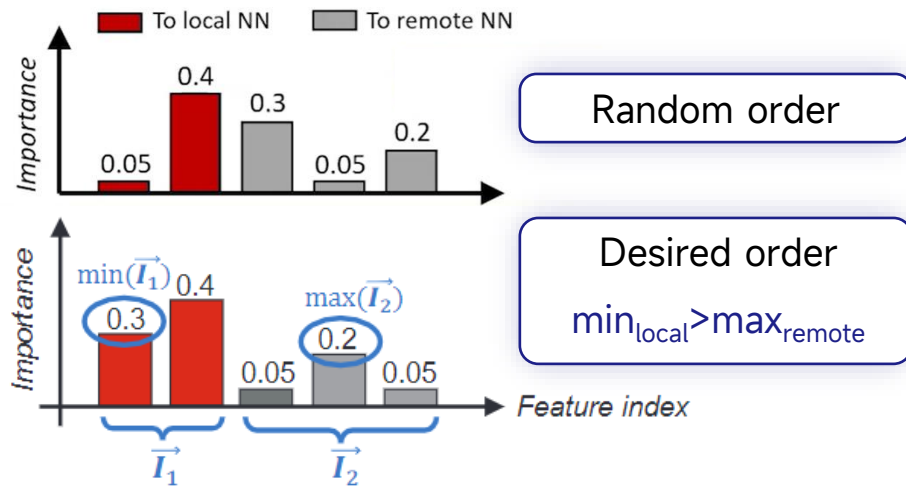 To local NN To remote NN
Importance
0.05 0.4 0.3 0.05 0.2
Random order
Importance
min(I₁⃗) max(I₂⃗)
0.3 0.4 0.05 0.2 0.05
Desired order
min_local>max_remote
Feature index
I₁⃗ I₂⃗